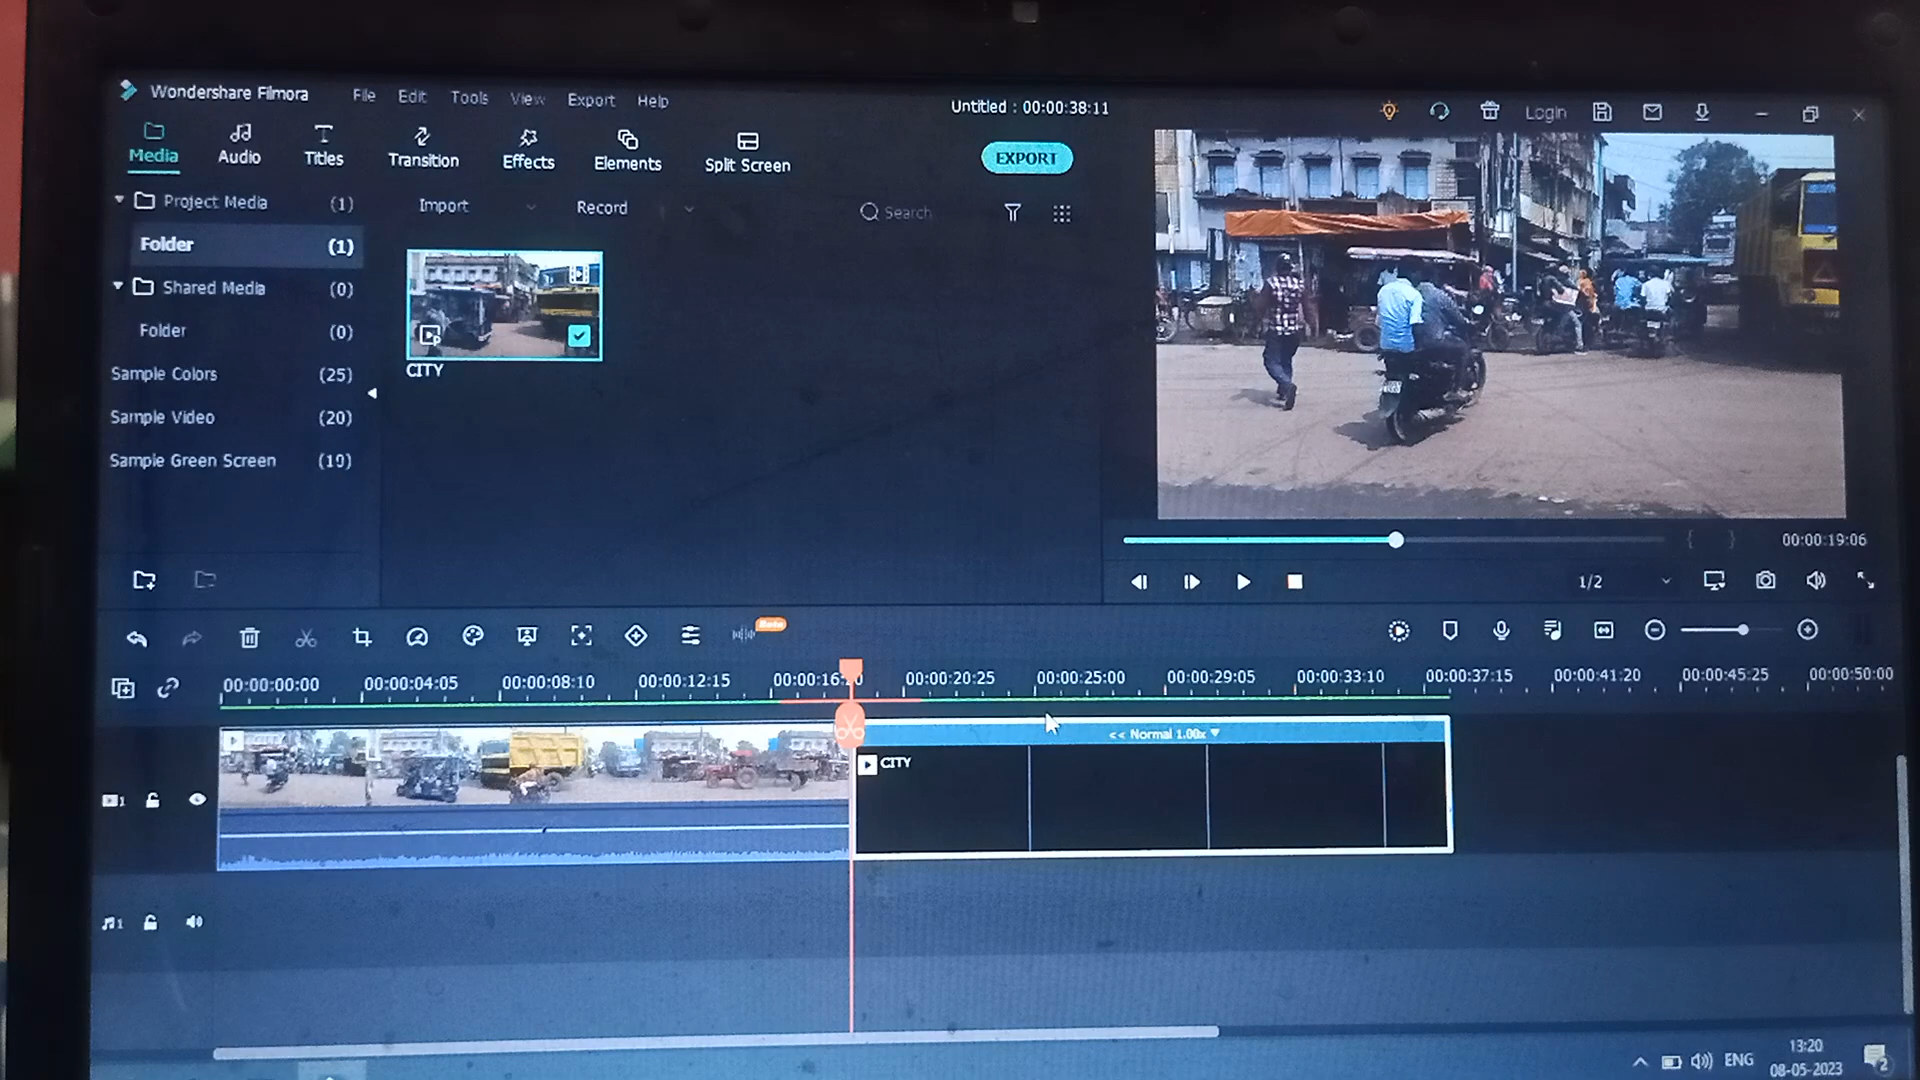 Wondershare Filmora File Edit Tools View Export Help Untitled : 00:00:38:11 Login
Media Audio Titles Transition Effects Elements Split Screen EXPORT
Project Media (1) Import Record Search
Folder (1)
Shared Media (0)
Folder (0)
CITY
Sample Colors (25)
Sample Video (20)
Sample Green Screen (19)
00:00:19:06
1/2
Beta
00:00:00:00 00:00:04:05 00:00:08:10 00:00:12:15 00:00:16:20 00:00:20:25 00:00:25:00 00:00:29:05 00:00:33:10 00:00:37:15 00:00:41:20 00:00:45:25 00:00:50:00
<< Normal 1.00x
CITY
1
1
ENG 13:20
08-05-2023 2